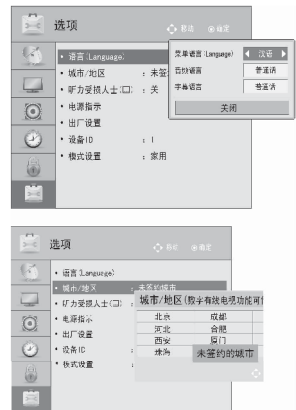 选项
移动 确定
• 语言(Language)
• 城市/地区 : 未签
• 听力受损人士(□) : 关
• 电源指示
• 出厂设置
• 设备ID : 1
• 模式设置 : 家用
菜单语言(Language) 汉语
音频语言 普通话
字幕语言 普通话
关闭
选项
移动 确定
• 语言(Language)
• 城市/地区 : 未签约城市
• 听力受损人士(□) :
• 电源指示
• 出厂设置
• 设备ID :
• 模式设置 :
城市/地区(数字有线电视功能可
北京 成都
河北 合肥
西安 厦门
珠海 未签约的城市